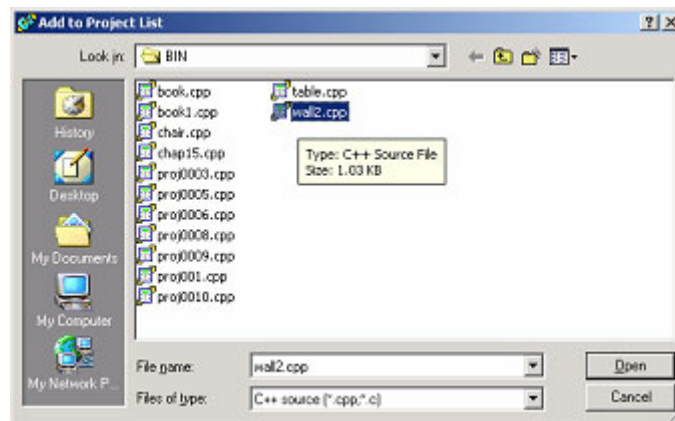 Add to Project List
Look in: BIN
History
Desktop
My Documents
My Computer
My Network P...
book.cpp
book1.cpp
chair.cpp
chap15.cpp
proj0003.cpp
proj0005.cpp
proj0006.cpp
proj0008.cpp
proj0009.cpp
proj001.cpp
proj0010.cpp
table.cpp
wall2.cpp
Type: C++ Source File
Size: 1.03 KB
File name: wall2.cpp
Open
Files of type: C++ source (*.cpp;*.c)
Cancel